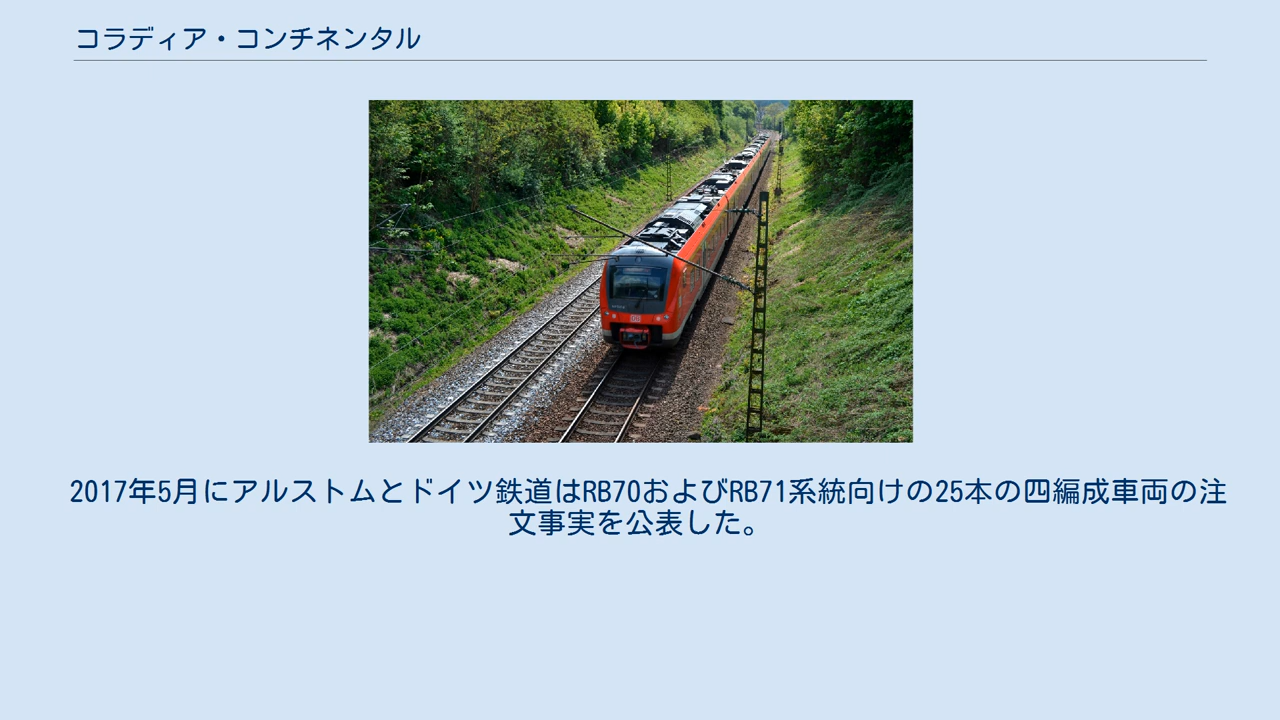 コラディア・コンチネンタル
2017年5月にアルストムとドイツ鉄道はRB70およびRB71系統向けの25本の四編成車両の注
文事実を公表した。